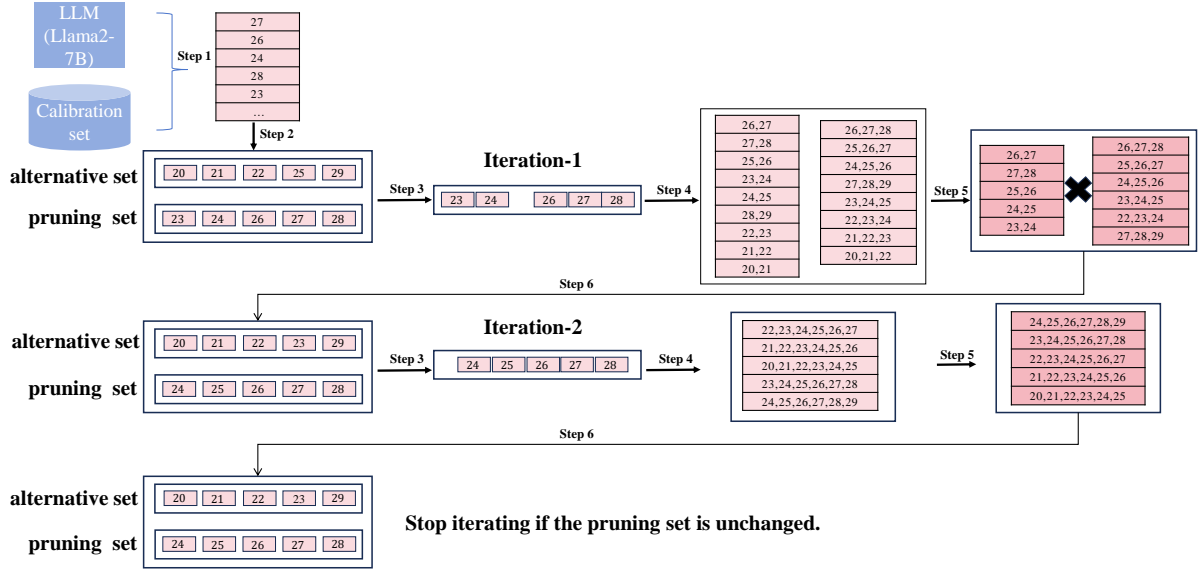 LLM
(Llama2-
7B)
Calibration
set
Step 1
27
26
24
28
23
...
Step 2
alternative set
20 21 22 25 29
pruning set
23 24 26 27 28
Step 3
Iteration-1
23 24 26 27 28
Step 4
26,27
27,28
25,26
23,24
24,25
28,29
22,23
21,22
20,21
26,27,28
25,26,27
24,25,26
27,28,29
23,24,25
22,23,24
21,22,23
20,21,22
Step 5
26,27
27,28
25,26
24,25
23,24
26,27,28
25,26,27
24,25,26
23,24,25
22,23,24
27,28,29
Step 6
alternative set
20 21 22 23 29
pruning set
24 25 26 27 28
Step 3
Iteration-2
24 25 26 27 28
Step 4
22,23,24,25,26,27
21,22,23,24,25,26
20,21,22,23,24,25
23,24,25,26,27,28
24,25,26,27,28,29
Step 5
24,25,26,27,28,29
23,24,25,26,27,28
22,23,24,25,26,27
21,22,23,24,25,26
20,21,22,23,24,25
Step 6
alternative set
20 21 22 23 29
pruning set
24 25 26 27 28
Stop iterating if the pruning set is unchanged.